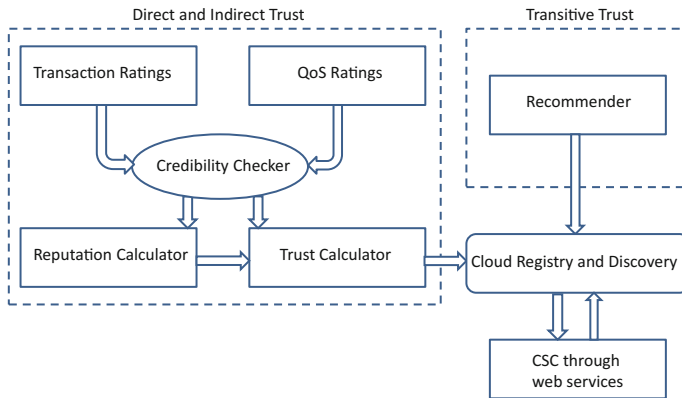 Direct and Indirect Trust
Transitive Trust
Transaction Ratings
QoS Ratings
Recommender
Credibility Checker
Reputation Calculator
Trust Calculator
Cloud Registry and Discovery
CSC through
web services